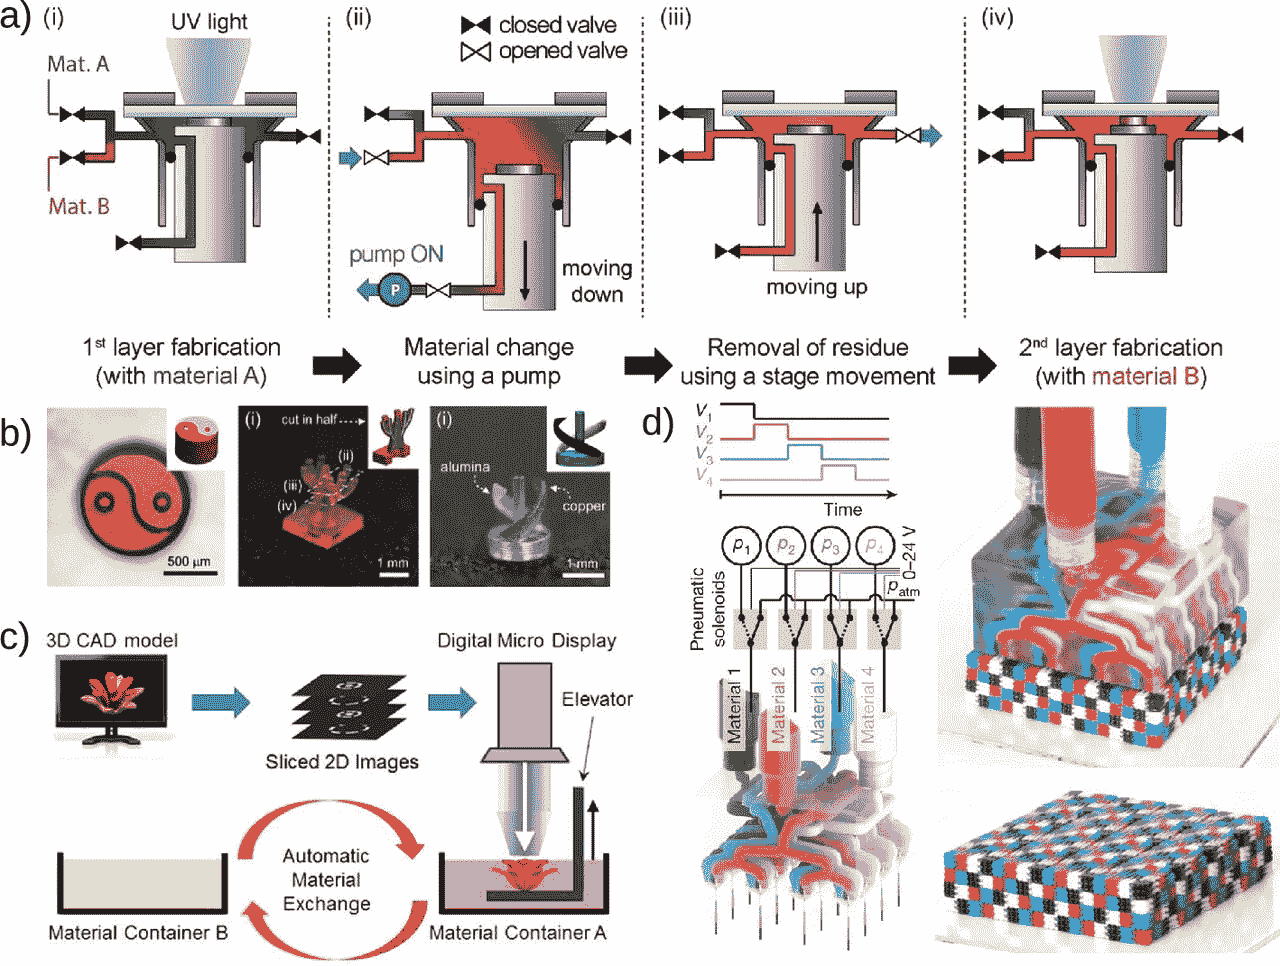 a)
(i)
UV light
(ii)
closed valve
opened valve
(iii)
(iv)
Mat. A
Mat. B
pump ON
P
moving
down
moving up
1st layer fabrication
(with material A)
Material change
using a pump
Removal of residue
using a stage movement
2nd layer fabrication
(with material B)
b)
500 µm
(i)
cut in half
(ii)
(iii)
(iv)
1 mm
(i)
alumina
copper
1 mm
c)
3D CAD model
Sliced 2D Images
Digital Micro Display
Elevator
Automatic
Material
Exchange
Material Container B
Material Container A
d)
V1
V2
V3
V4
Time
p1
p2
p3
p4
0–24 V
patm
Pneumatic
solenoids
Material 1
Material 2
Material 3
Material 4